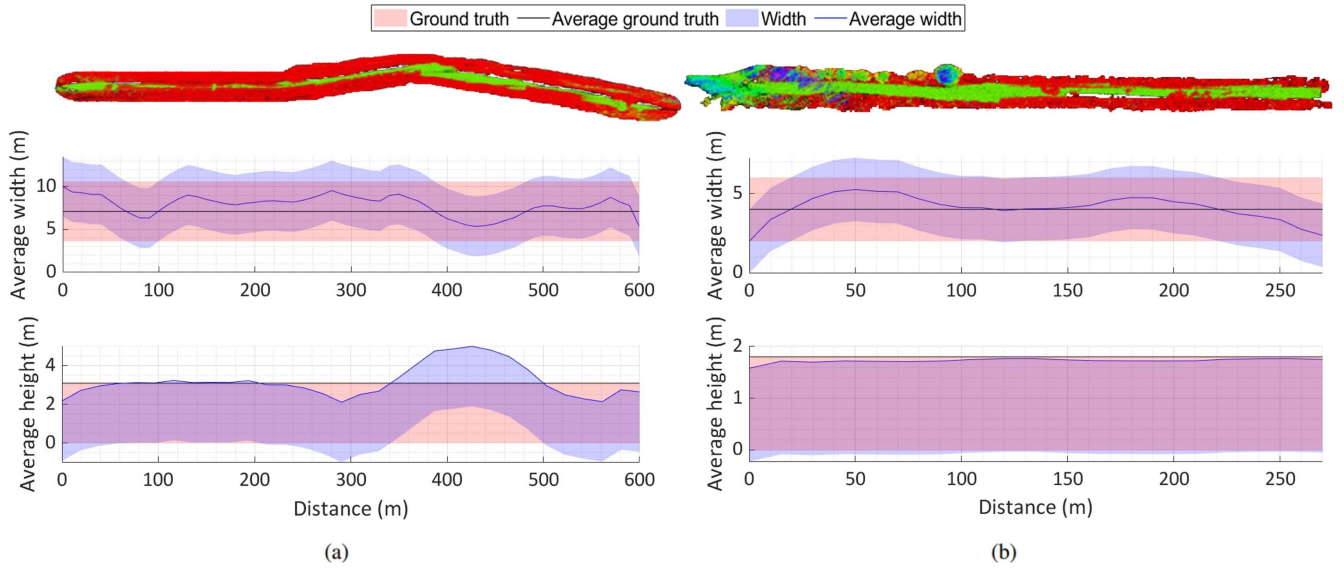 Ground truth Average ground truth Width Average width
Average width (m)
10
5
0
0 100 200 300 400 500 600
Average height (m)
4
2
0
0 100 200 300 400 500 600
Distance (m)
(a)
Average width (m)
5
0
0 50 100 150 200 250
Average height (m)
2
1
0
0 50 100 150 200 250
Distance (m)
(b)